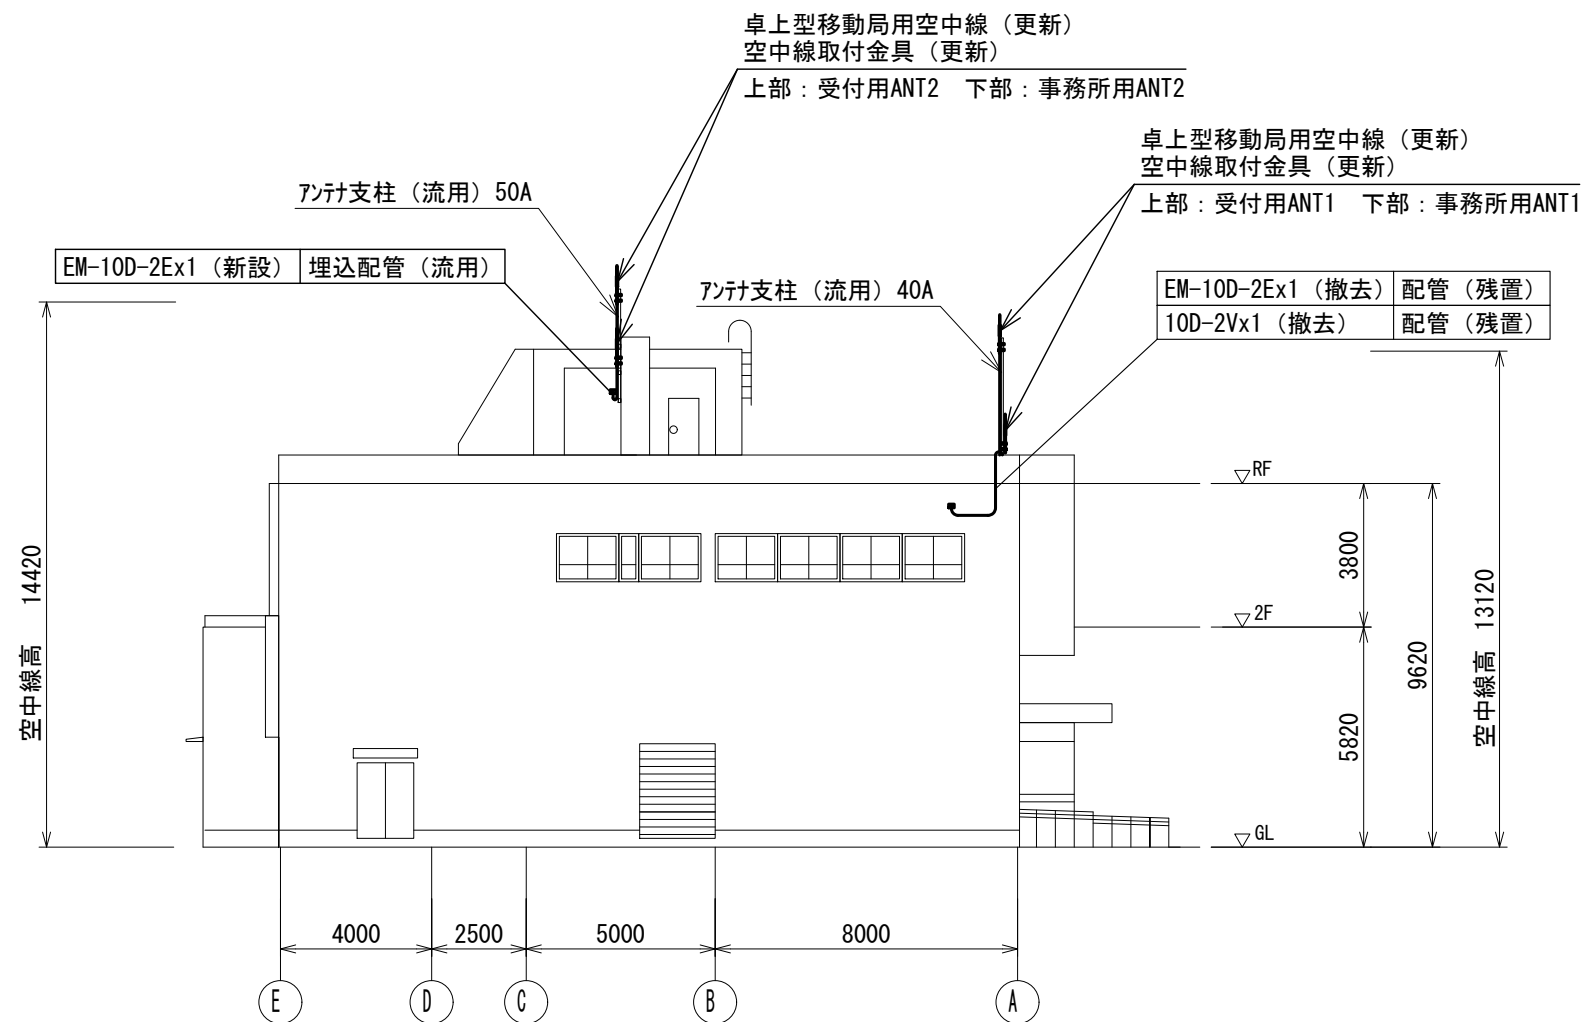 卓上型移動局用空中線（更新）
空中線取付金具（更新）
上部：受付用ANT2　下部：事務所用ANT2
卓上型移動局用空中線（更新）
空中線取付金具（更新）
上部：受付用ANT1　下部：事務所用ANT1
ｱﾝﾃﾅ支柱（流用）50A
EM-10D-2Ex1（新設） 埋込配管（流用）
ｱﾝﾃﾅ支柱（流用）40A
EM-10D-2Ex1（撤去） 配管（残置）
10D-2Vx1（撤去） 配管（残置）
RF
2F
GL
空中線高　14420
3800
5820
9620
空中線高　13120
4000 2500 5000 8000
E D C B A